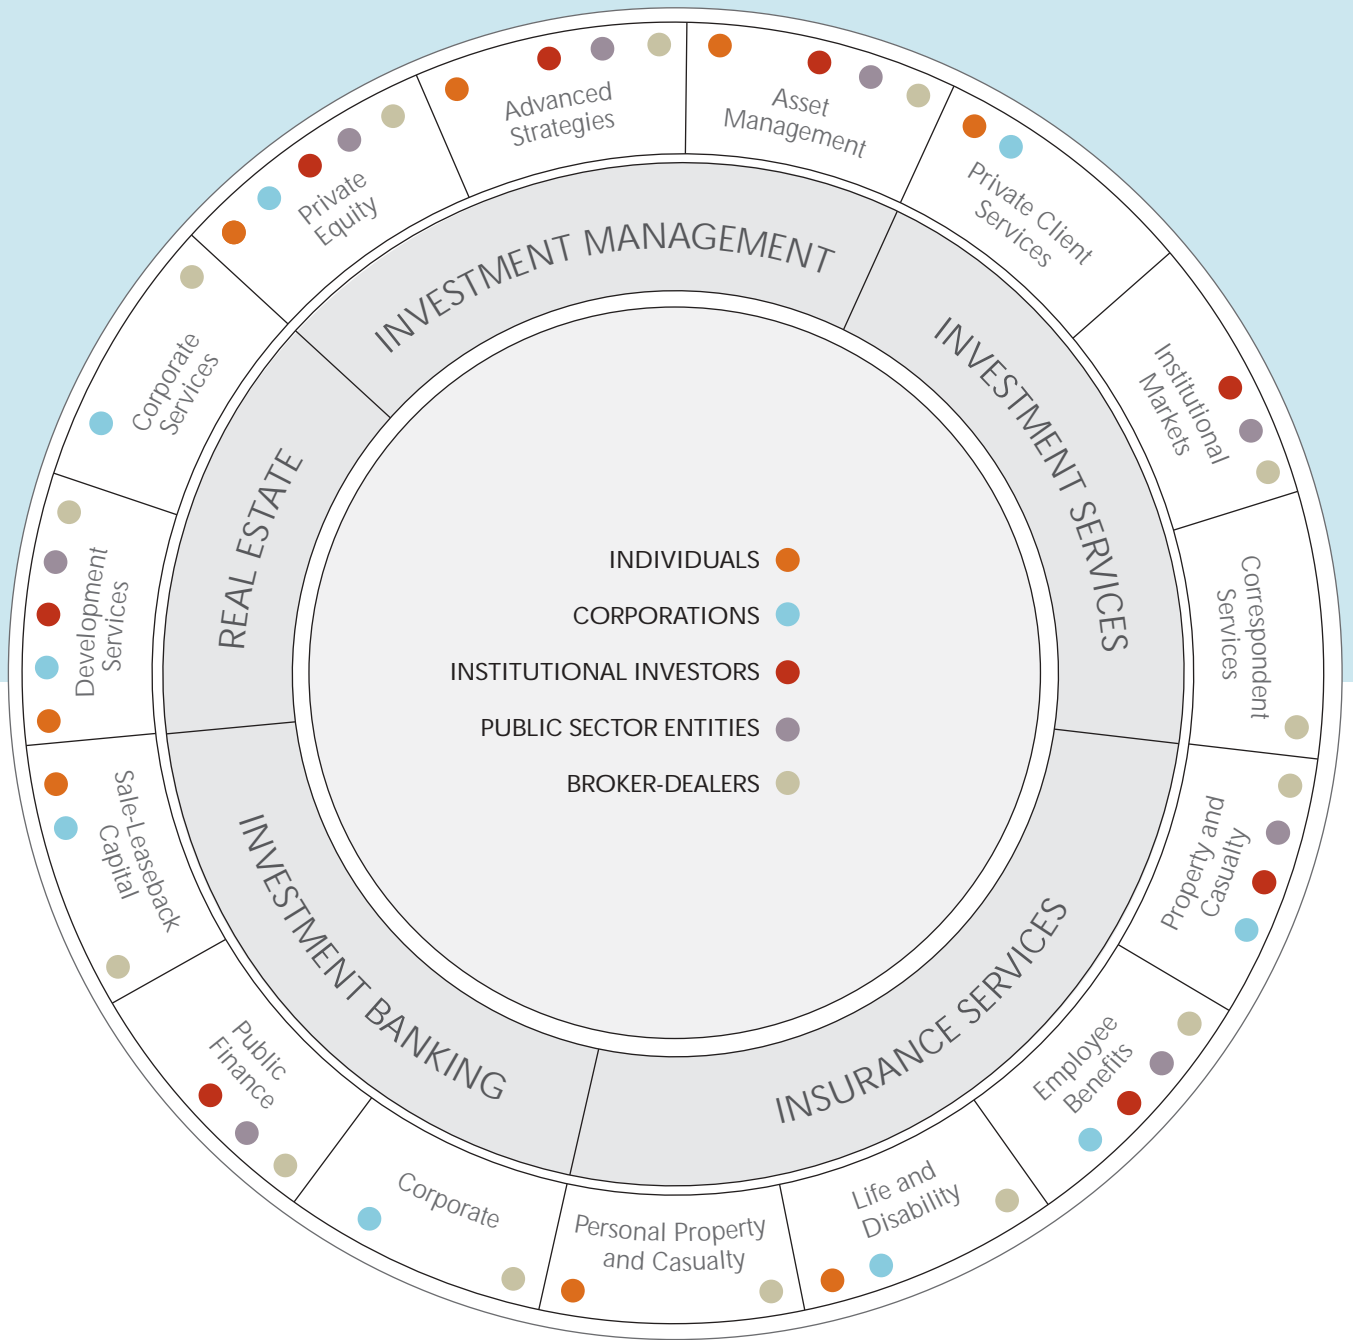 Advanced
Strategies
Asset
Management
Private Client
Services
Institutional
Markets
Correspondent
Services
Property and
Casualty
Employee
Benefits
Life and
Disability
Personal Property
and Casualty
Corporate
Public
Finance
Sale-Leaseback
Capital
Development
Services
Corporate
Services
Private
Equity
INVESTMENT MANAGEMENT
INVESTMENT SERVICES
INSURANCE SERVICES
INVESTMENT BANKING
REAL ESTATE
INDIVIDUALS
CORPORATIONS
INSTITUTIONAL INVESTORS
PUBLIC SECTOR ENTITIES
BROKER-DEALERS